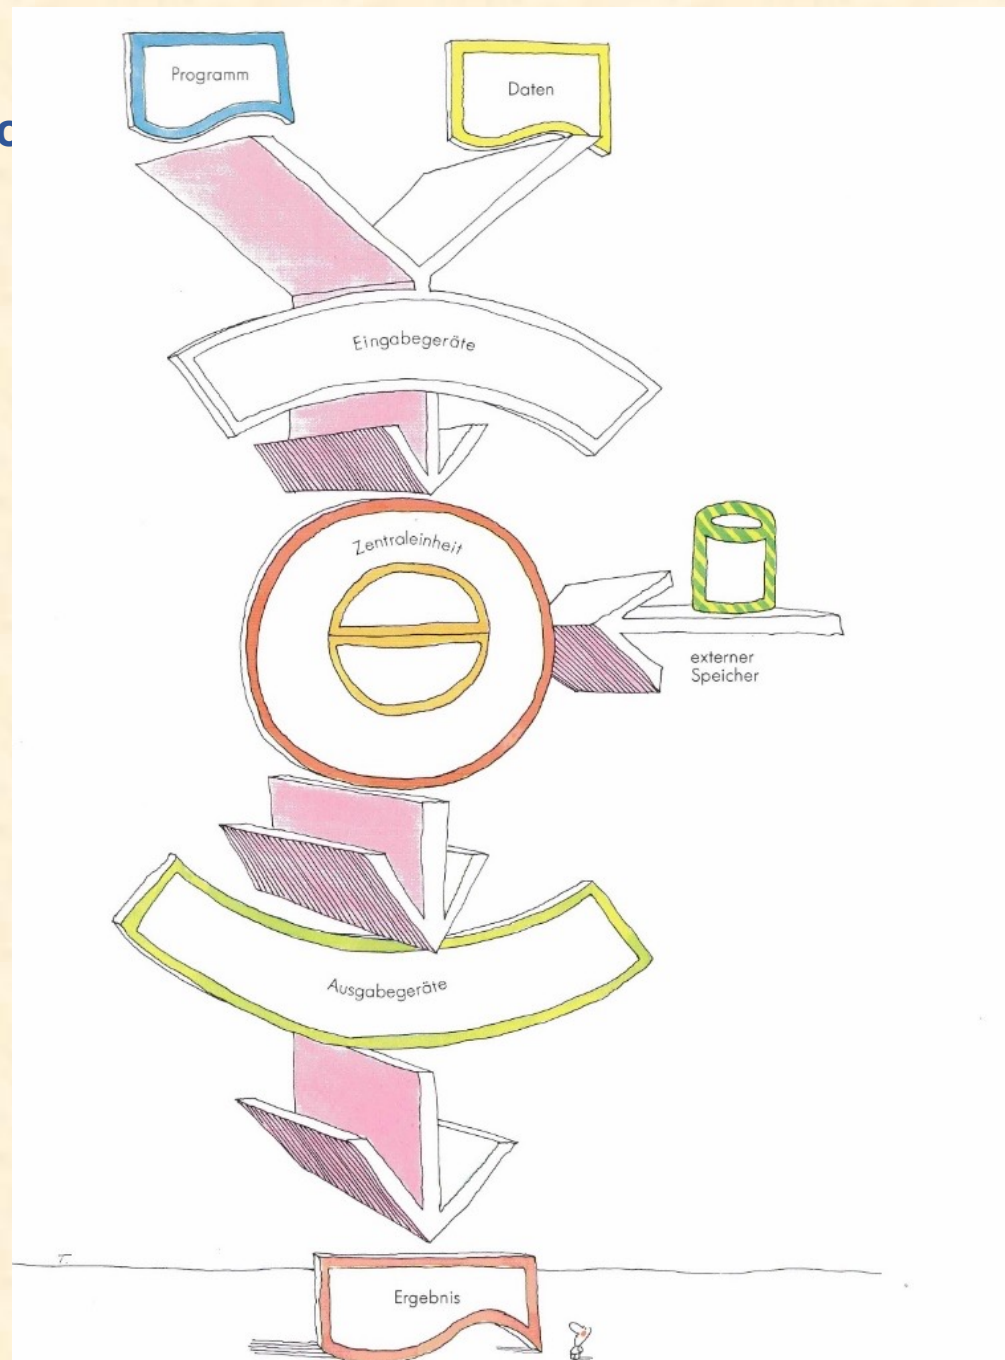 Programm
Daten
Eingabegeräte
Zentraleinheit
externer
Speicher
Ausgabegeräte
Ergebnis